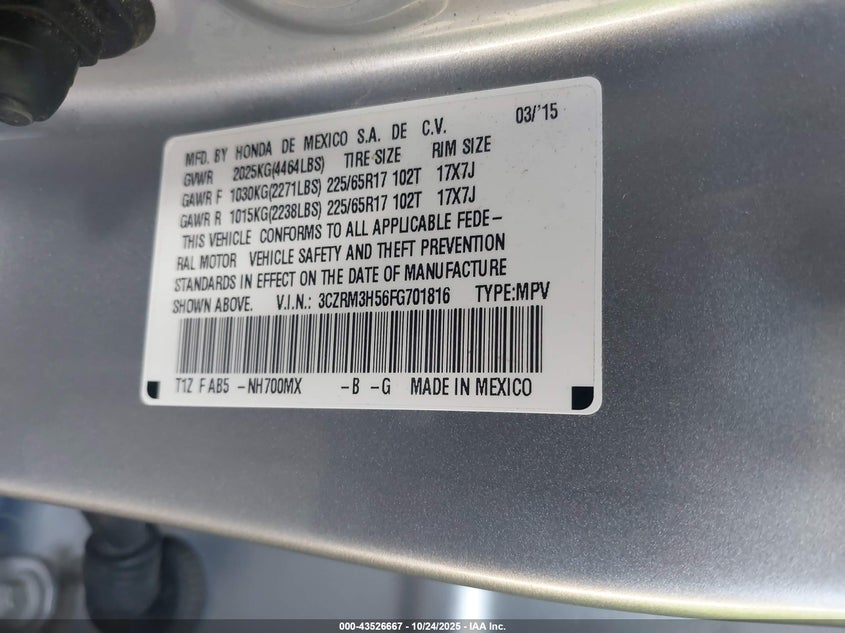 03/'15
MFD. BY HONDA DE MEXICO S.A. DE C.V.
GVWR 2025KG(4464LBS) TIRE SIZE RIM SIZE
GAWR F 1030KG(2271LBS) 225/65R17 102T 17X7J
GAWR R 1015KG(2238LBS) 225/65R17 102T 17X7J
THIS VEHICLE CONFORMS TO ALL APPLICABLE FEDE-
RAL MOTOR VEHICLE SAFETY AND THEFT PREVENTION
STANDARDS IN EFFECT ON THE DATE OF MANUFACTURE
SHOWN ABOVE. V.I.N.: 3CZRM3H56FG701816 TYPE:MPV
T1Z F AB5 -NH700MX -B -G MADE IN MEXICO
000-43526667 - 10/24/2025 - IAA Inc.